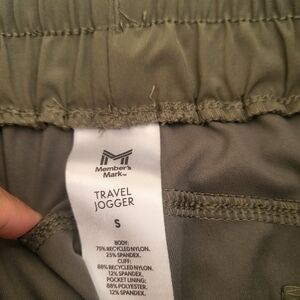 Member's
Mark™
TRAVEL
JOGGER
S
BODY:
75% RECYCLED NYLON.
25% SPANDEX.
CUFF:
88% RECYCLED NYLON.
12% SPANDEX.
POCKET LINING:
88% POLYESTER.
12% SPANDEX.